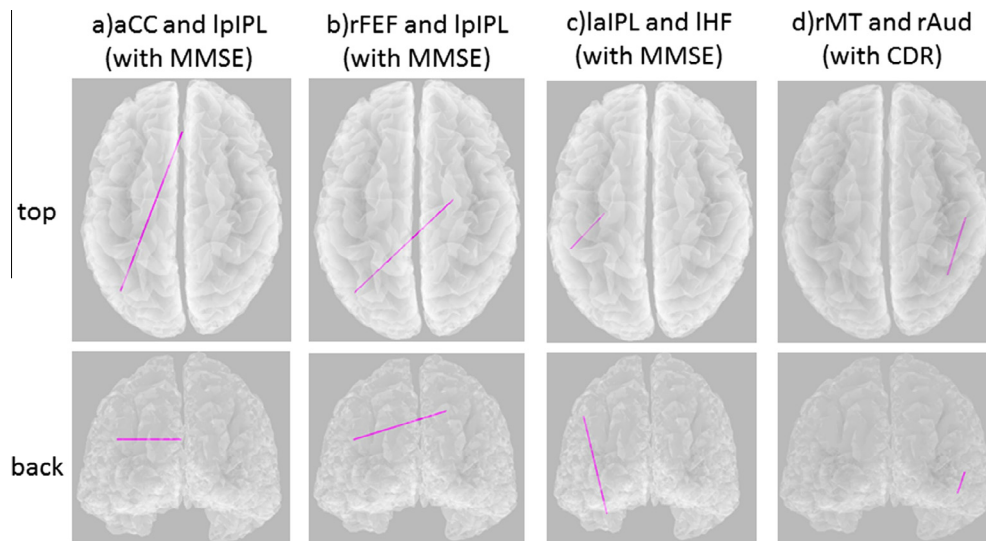 a)aCC and lpIPL
(with MMSE)
b)rFEF and lpIPL
(with MMSE)
c)laIPL and lHF
(with MMSE)
d)rMT and rAud
(with CDR)
top
back